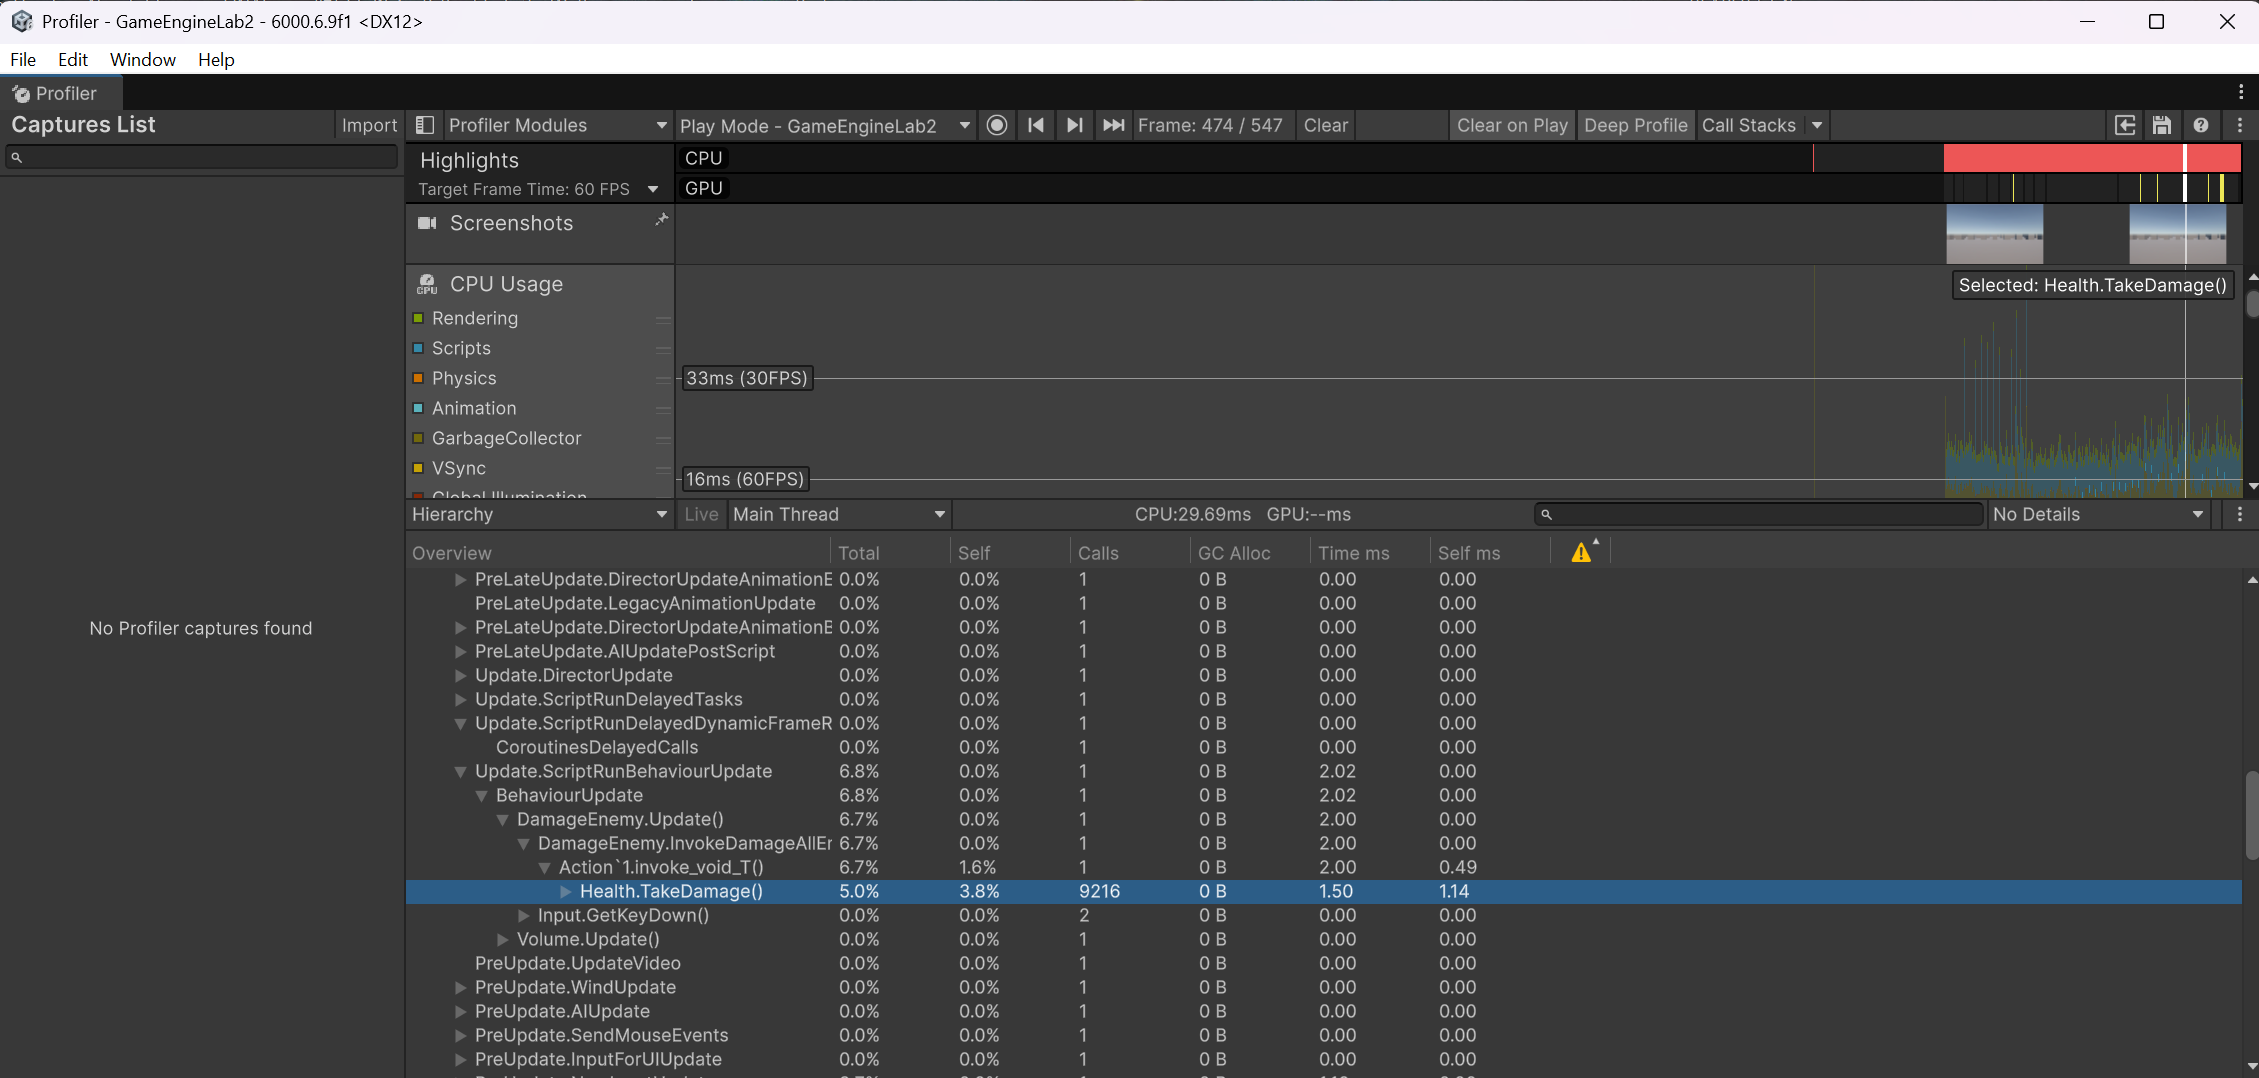 Profiler - GameEngineLab2 - 6000.6.9f1 <DX12>
File Edit Window Help
Profiler
Captures List Import Profiler Modules Play Mode - GameEngineLab2 Frame: 474 / 547 Clear Clear on Play Deep Profile Call Stacks
Highlights CPU
Target Frame Time: 60 FPS GPU
Screenshots
CPU Usage Selected: Health.TakeDamage()
Rendering
Scripts
Physics 33ms (30FPS)
Animation
GarbageCollector
VSync 16ms (60FPS)
Global Illumination
Hierarchy Live Main Thread CPU:29.69ms GPU:--ms No Details
Overview Total Self Calls GC Alloc Time ms Self ms
PreLateUpdate.DirectorUpdateAnimationE 0.0% 0.0% 1 0 B 0.00 0.00
PreLateUpdate.LegacyAnimationUpdate 0.0% 0.0% 1 0 B 0.00 0.00
PreLateUpdate.DirectorUpdateAnimationE 0.0% 0.0% 1 0 B 0.00 0.00
PreLateUpdate.AIUpdatePostScript 0.0% 0.0% 1 0 B 0.00 0.00
Update.DirectorUpdate 0.0% 0.0% 1 0 B 0.00 0.00
Update.ScriptRunDelayedTasks 0.0% 0.0% 1 0 B 0.00 0.00
Update.ScriptRunDelayedDynamicFrameR 0.0% 0.0% 1 0 B 0.00 0.00
CoroutinesDelayedCalls 0.0% 0.0% 1 0 B 0.00 0.00
Update.ScriptRunBehaviourUpdate 6.8% 0.0% 1 0 B 2.02 0.00
BehaviourUpdate 6.8% 0.0% 1 0 B 2.02 0.00
DamageEnemy.Update() 6.7% 0.0% 1 0 B 2.00 0.00
DamageEnemy.InvokeDamageAllEr 6.7% 0.0% 1 0 B 2.00 0.00
Action`1.invoke_void_T() 6.7% 1.6% 1 0 B 2.00 0.49
Health.TakeDamage() 5.0% 3.8% 9216 0 B 1.50 1.14
Input.GetKeyDown() 0.0% 0.0% 2 0 B 0.00 0.00
Volume.Update() 0.0% 0.0% 1 0 B 0.00 0.00
PreUpdate.UpdateVideo 0.0% 0.0% 1 0 B 0.00 0.00
PreUpdate.WindUpdate 0.0% 0.0% 1 0 B 0.00 0.00
PreUpdate.AIUpdate 0.0% 0.0% 1 0 B 0.00 0.00
PreUpdate.SendMouseEvents 0.0% 0.0% 1 0 B 0.00 0.00
PreUpdate.InputForUIUpdate 0.0% 0.0% 1 0 B 0.00 0.00
No Profiler captures found